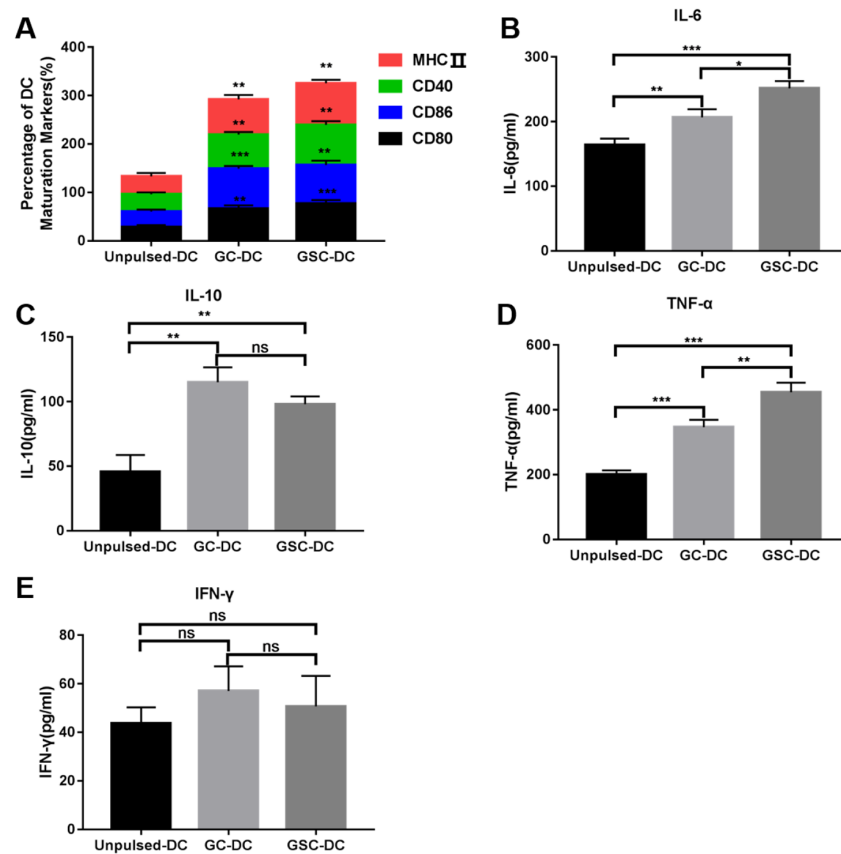 A
Percentage of DC
Maturation Markers(%)
400
300
200
100
0
** ** *** **
** ** ** ***
Unpulsed-DC GC-DC GSC-DC
MHC II
CD40
CD86
CD80
B
IL-6
IL-6(pg/ml)
300
200
100
0
***
*
**
Unpulsed-DC GC-DC GSC-DC
C
IL-10
IL-10(pg/ml)
150
100
50
0
**
**
ns
Unpulsed-DC GC-DC GSC-DC
D
TNF-α
TNF-α(pg/ml)
600
400
200
0
***
**
***
Unpulsed-DC GC-DC GSC-DC
E
IFN-γ
IFN-γ(pg/ml)
80
60
40
20
0
ns
ns
ns
Unpulsed-DC GC-DC GSC-DC